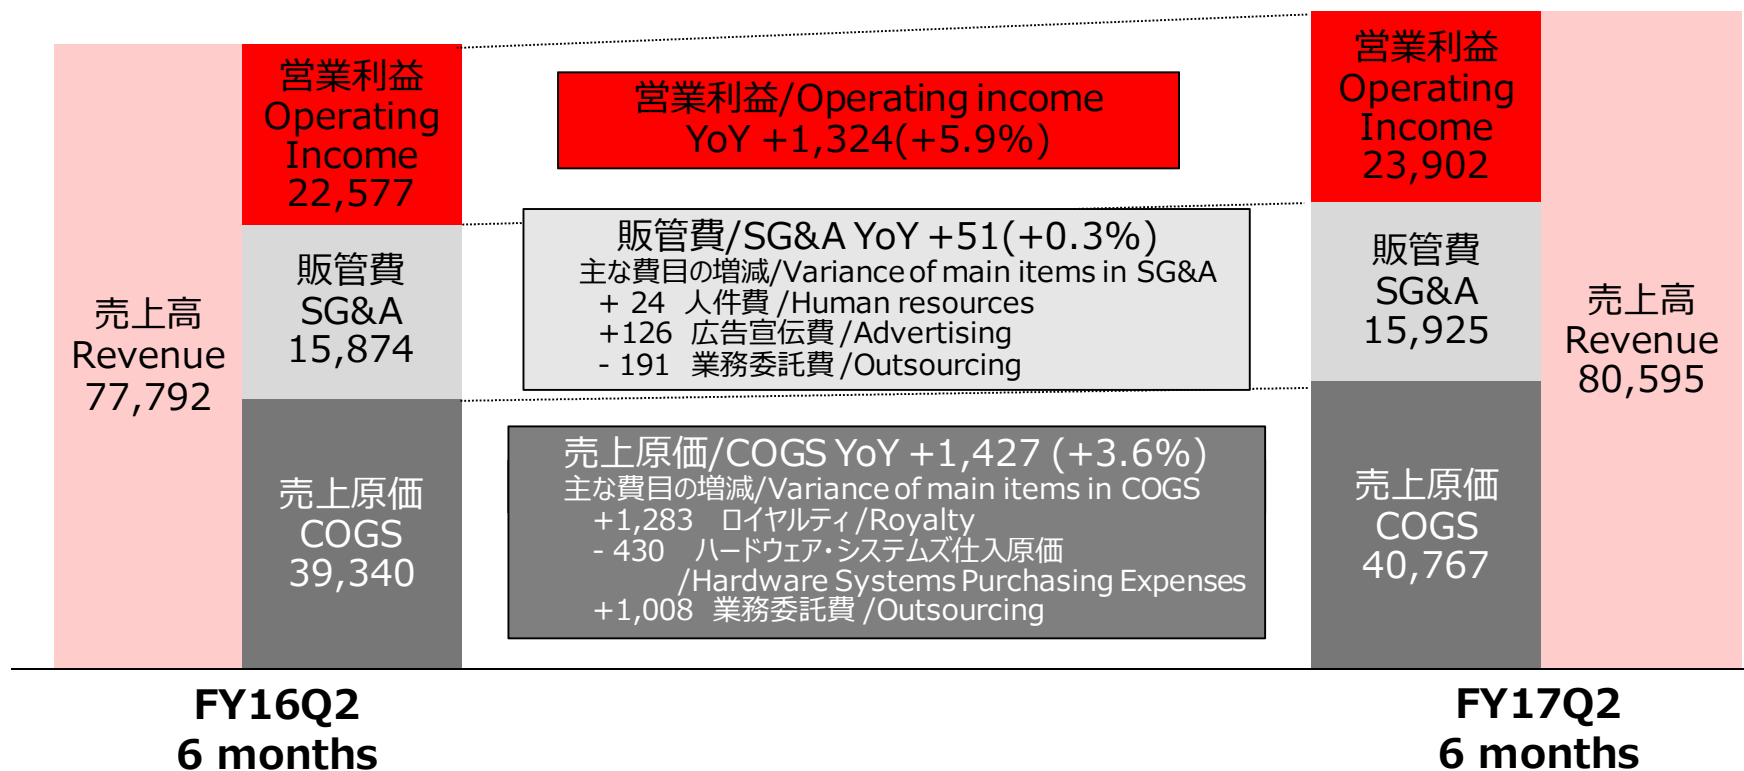 売上高
Revenue
77,792
営業利益
Operating
Income
22,577
販管費
SG&A
15,874
売上原価
COGS
39,340
営業利益/Operating income
YoY +1,324(+5.9%)
販管費/SG&A YoY +51(+0.3%)
主な費目の増減/Variance of main items in SG&A
+ 24 人件費 /Human resources
+126 広告宣伝費 /Advertising
- 191 業務委託費 /Outsourcing
売上原価/COGS YoY +1,427 (+3.6%)
主な費目の増減/Variance of main items in COGS
+1,283 ロイヤルティ /Royalty
- 430 ハードウェア・システムズ仕入原価
/Hardware Systems Purchasing Expenses
+1,008 業務委託費 /Outsourcing
営業利益
Operating
Income
23,902
販管費
SG&A
15,925
売上原価
COGS
40,767
売上高
Revenue
80,595
FY16Q2
6 months
FY17Q2
6 months